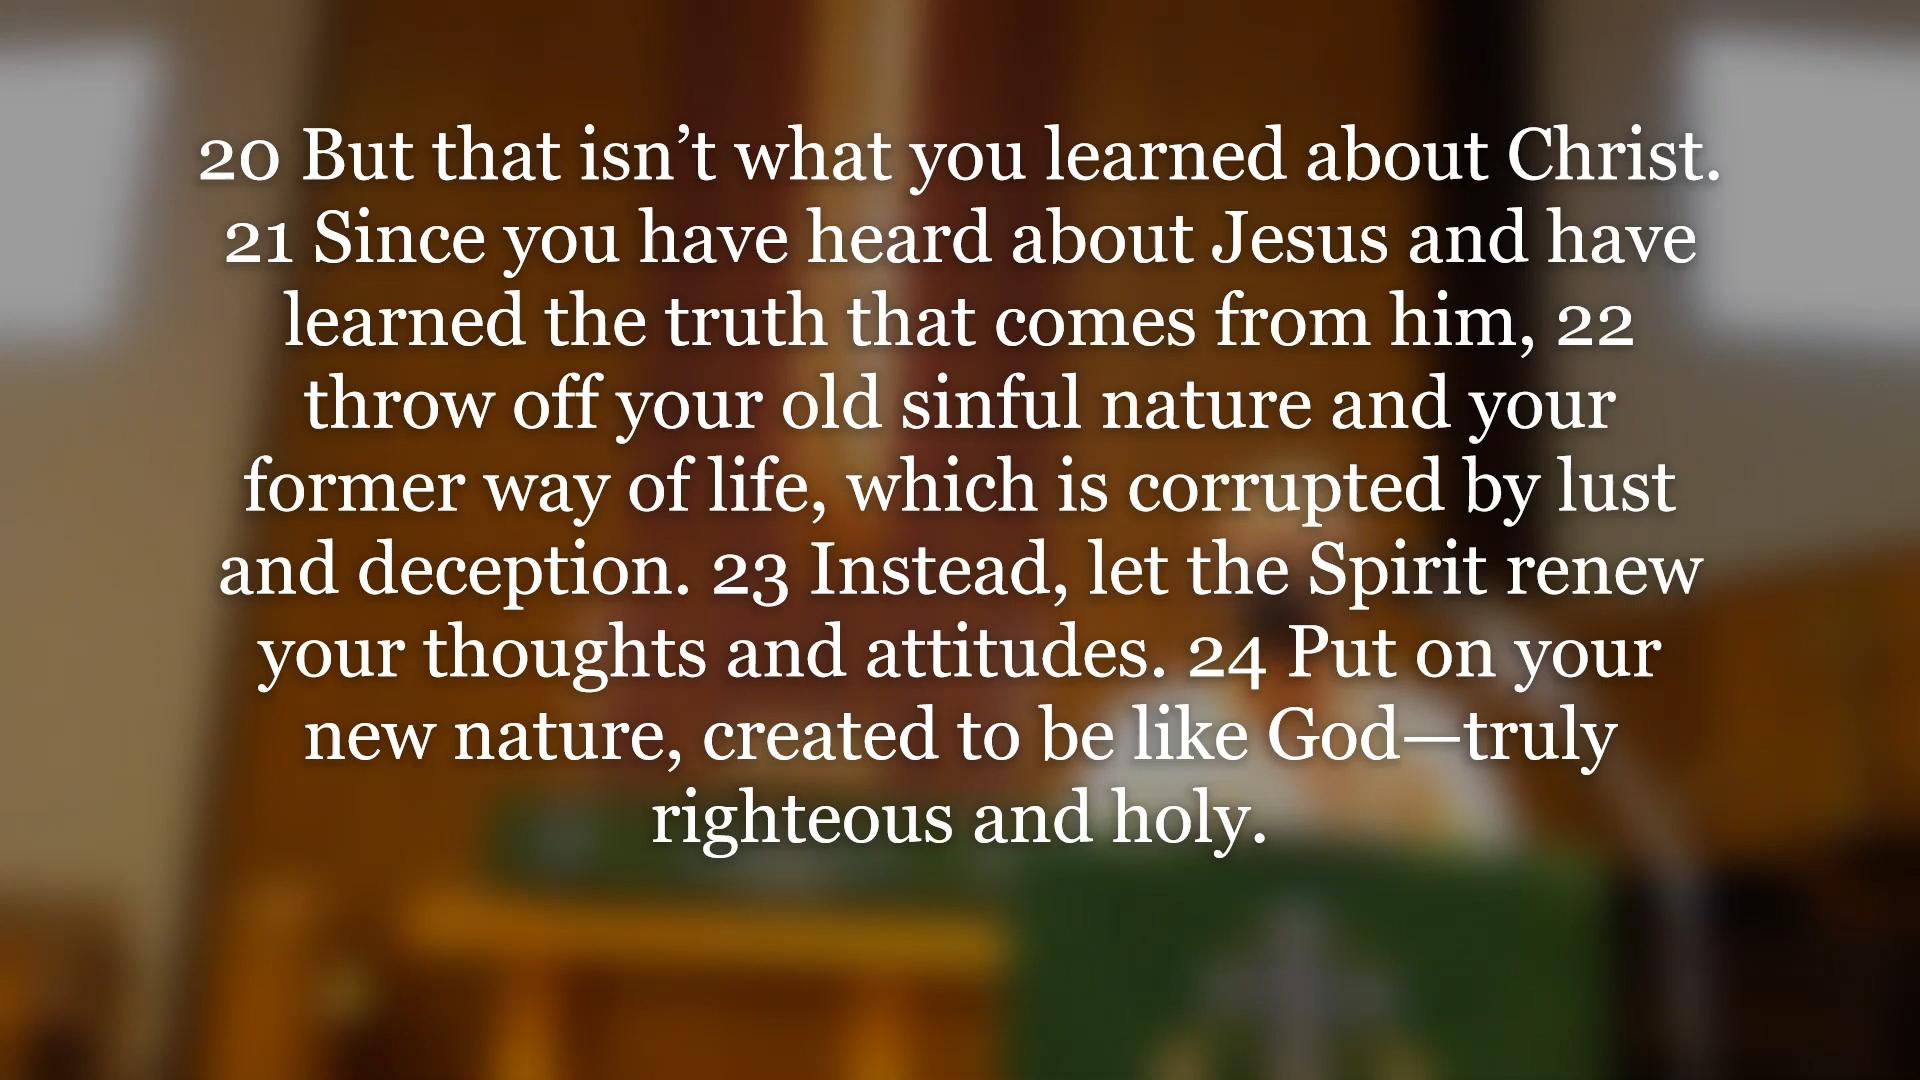 20 But that isn’t what you learned about Christ.
21 Since you have heard about Jesus and have
learned the truth that comes from him, 22
throw off your old sinful nature and your
former way of life, which is corrupted by lust
and deception. 23 Instead, let the Spirit renew
your thoughts and attitudes. 24 Put on your
new nature, created to be like God—truly
righteous and holy.